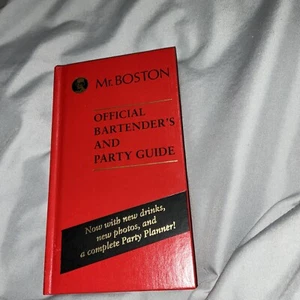 Mr. BOSTON
OFFICIAL
BARTENDER'S
AND
PARTY GUIDE
Now with new drinks,
new photos, and
a complete Party Planner!